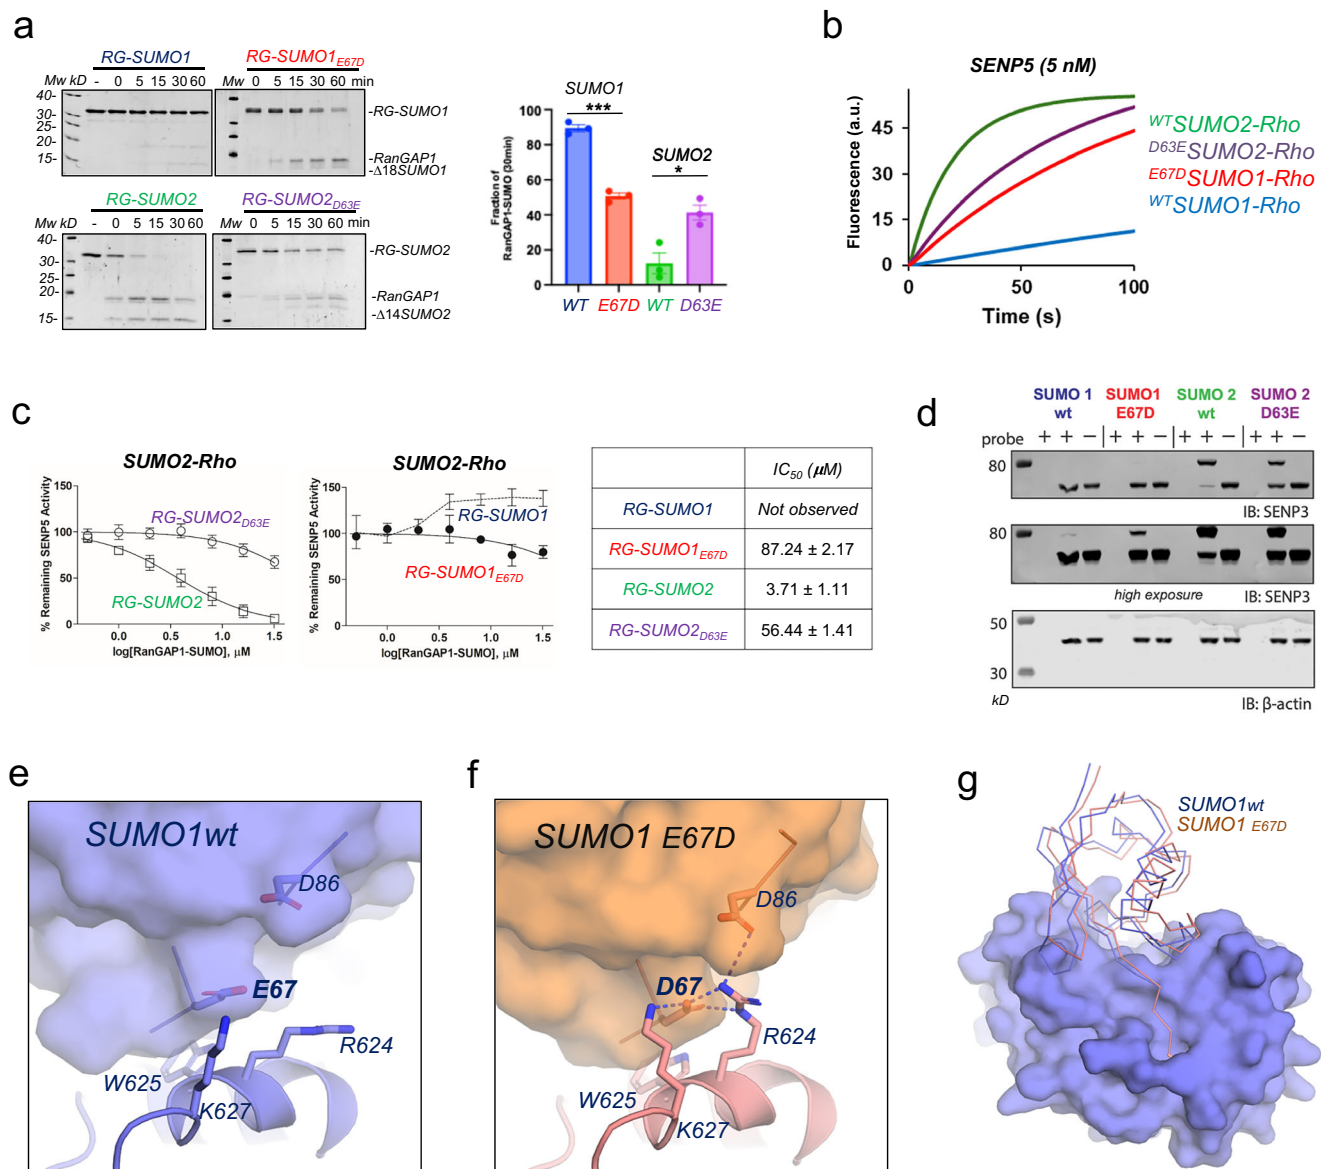 a
RG-SUMO1
RG-SUMO1E67D
Mw kD - 0 5 15 30 60
Mw 0 5 15 30 60 min
40-
30-
25-
20-
15-
-RG-SUMO1
-RanGAP1
-Δ18SUMO1
RG-SUMO2
RG-SUMO2D63E
Mw kD - 0 5 15 30 60
Mw 0 5 15 30 60 min
40-
30-
20-
15-
-RG-SUMO2
-RanGAP1
-Δ14SUMO2
SUMO1
***
SUMO2
*
Fraction of
RanGAP1-SUMO (30min)
100
80
60
40
20
0
WT E67D WT D63E
b
SENP5 (5 nM)
Fluorescence (a.u.)
45
30
15
0
0 50 100
Time (s)
WTSUMO2-Rho
D63ESUMO2-Rho
E67DSUMO1-Rho
WTSUMO1-Rho
c
SUMO2-Rho
% Remaining SENP5 Activity
150
100
50
0
RG-SUMO2D63E
RG-SUMO2
0.0 0.5 1.0 1.5
log[RanGAP1-SUMO], μM
SUMO2-Rho
% Remaining SENP5 Activity
150
100
50
0
RG-SUMO1
RG-SUMO1E67D
0.0 0.5 1.0 1.5
log[RanGAP1-SUMO], μM
IC50 (μM)
RG-SUMO1 Not observed
RG-SUMO1E67D 87.24 ± 2.17
RG-SUMO2 3.71 ± 1.11
RG-SUMO2D63E 56.44 ± 1.41
d
SUMO 1 SUMO1 SUMO 2 SUMO 2
wt E67D wt D63E
probe + + - + + - + + - + + -
80
IB: SENP3
80
high exposure
IB: SENP3
50
30
kD
IB: β-actin
e
SUMO1wt
D86
E67
R624
W625
K627
f
SUMO1 E67D
D86
D67
R624
W625
K627
g
SUMO1wt
SUMO1 E67D